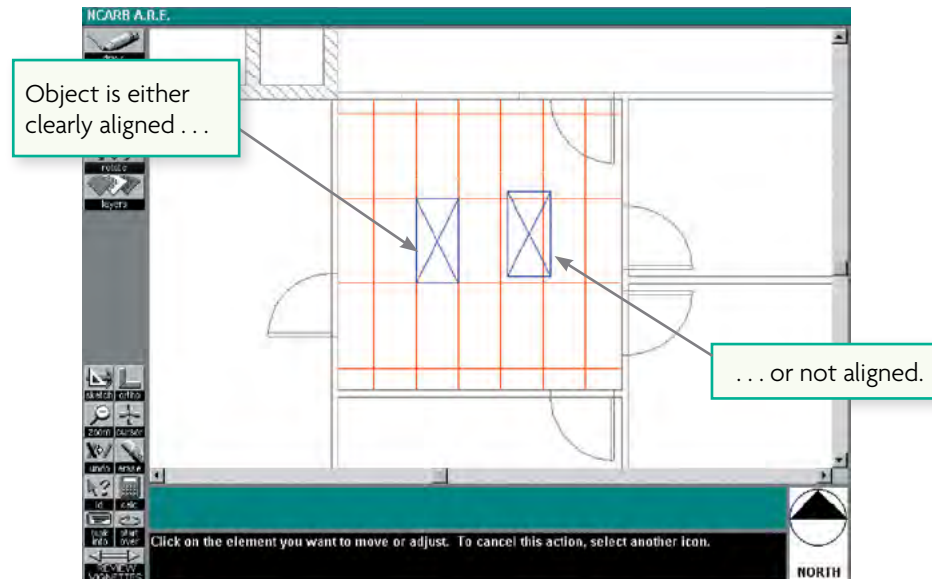 NCARB A.R.E.
Object is either
clearly aligned . . .
rotate
layers
. . . or not aligned.
sketch ortho
zoom cursor
undo erase
id calc
task start
info over
Click on the element you want to move or adjust. To cancel this action, select another icon.
REVIEW
VIGNETTES
NORTH